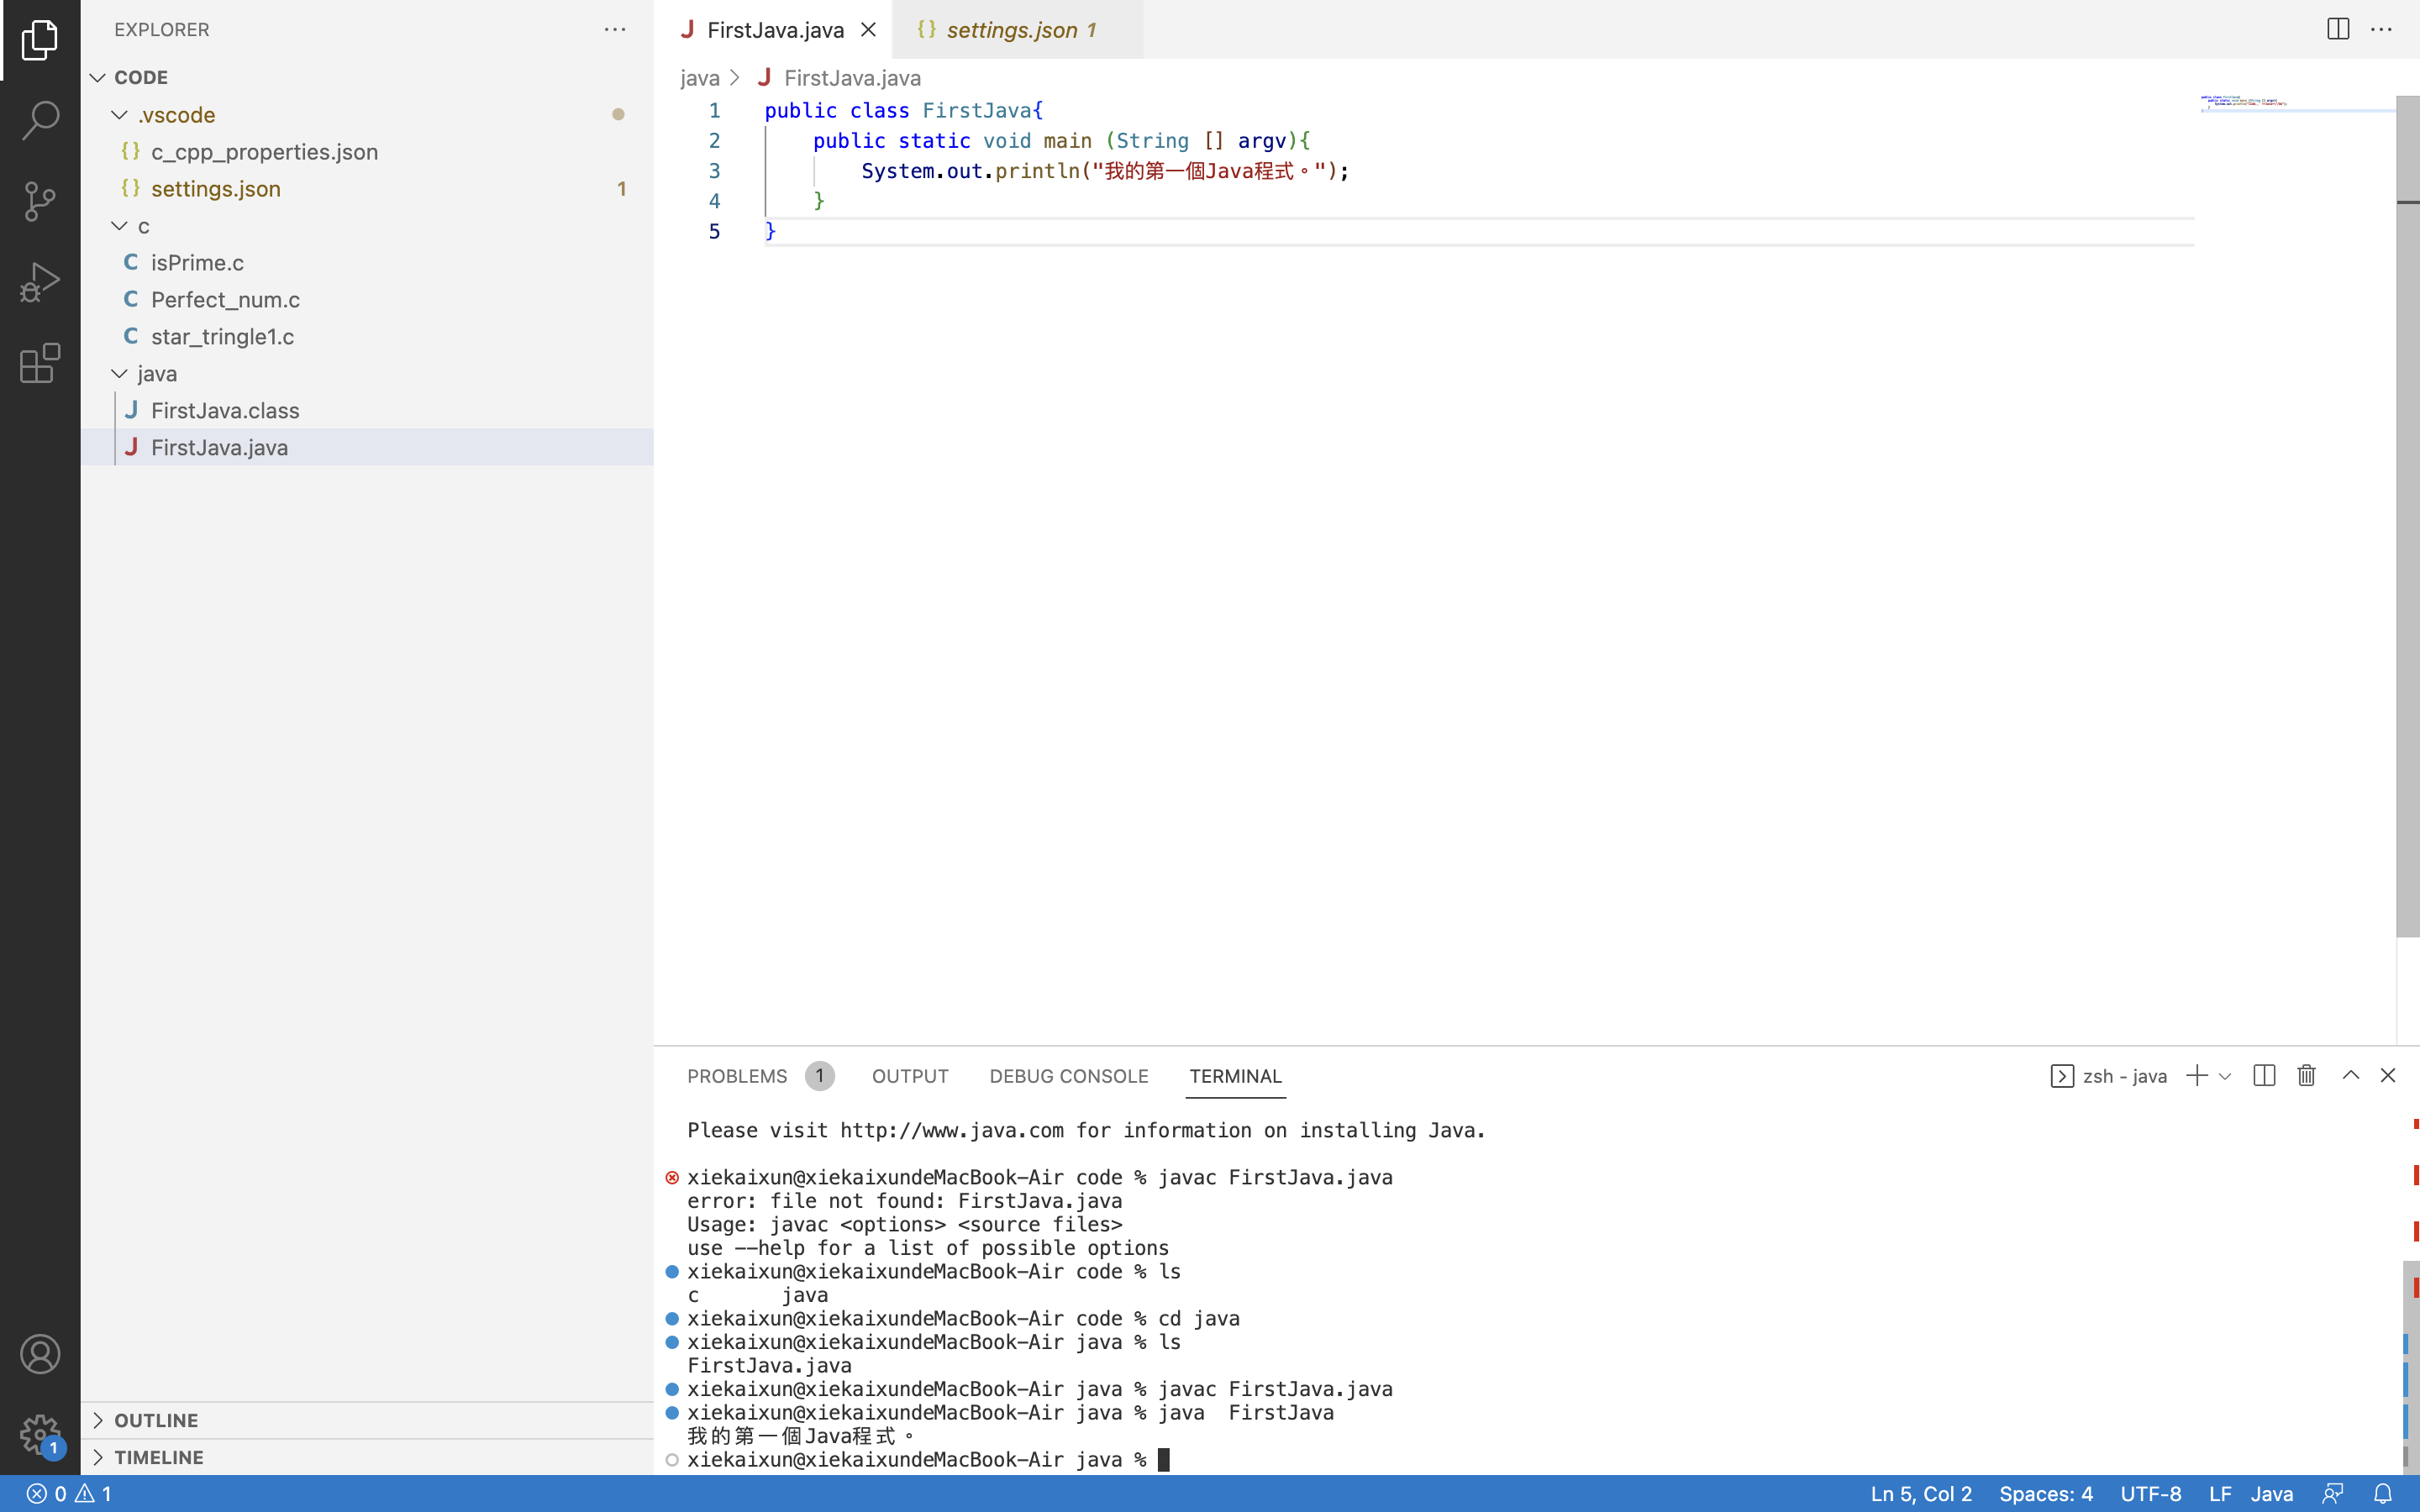 EXPLORER
CODE
.vscode
{} c_cpp_properties.json
{} settings.json 1
c
C isPrime.c
C Perfect_num.c
C star_tringle1.c
java
J FirstJava.class
J FirstJava.java
OUTLINE
TIMELINE
1
J FirstJava.java
{} settings.json 1
java > J FirstJava.java
1 public class FirstJava{
2 public static void main (String [] argv){
3 System.out.println("我的第一個Java程式。");
4 }
5 }
PROBLEMS 1 OUTPUT DEBUG CONSOLE TERMINAL
zsh - java
Please visit http://www.java.com for information on installing Java.
xiekaixun@xiekaixundeMacBook-Air code % javac FirstJava.java
error: file not found: FirstJava.java
Usage: javac <options> <source files>
use --help for a list of possible options
xiekaixun@xiekaixundeMacBook-Air code % ls
c java
xiekaixun@xiekaixundeMacBook-Air code % cd java
xiekaixun@xiekaixundeMacBook-Air java % ls
FirstJava.java
xiekaixun@xiekaixundeMacBook-Air java % javac FirstJava.java
xiekaixun@xiekaixundeMacBook-Air java % java  FirstJava
我的第一個Java程式。
xiekaixun@xiekaixundeMacBook-Air java %
0 1
Ln 5, Col 2 Spaces: 4 UTF-8 LF Java